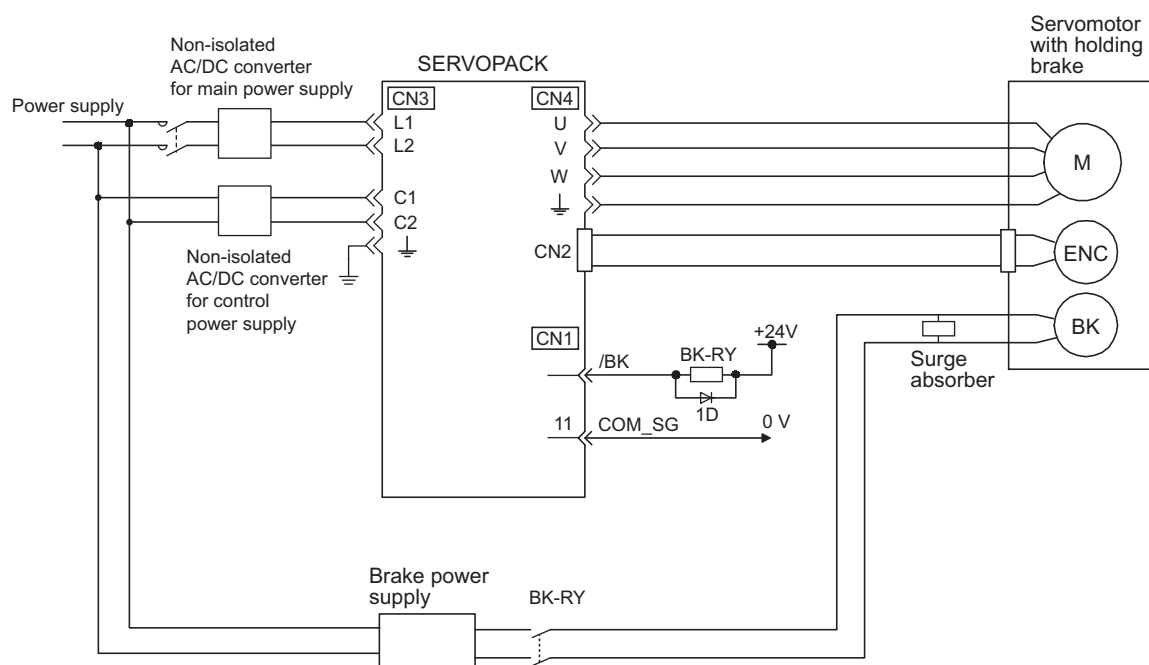 Servomotor
with holding
brake
Non-isolated
AC/DC converter
for main power supply
SERVOPACK
Power supply
CN3
CN4
L1
U
L2
V
M
W
C1
C2
CN2
ENC
Non-isolated
AC/DC converter
for control
power supply
CN1
+24V
BK
/BK
BK-RY
Surge
absorber
1D
11
COM_SG
0 V
Brake power
supply
BK-RY